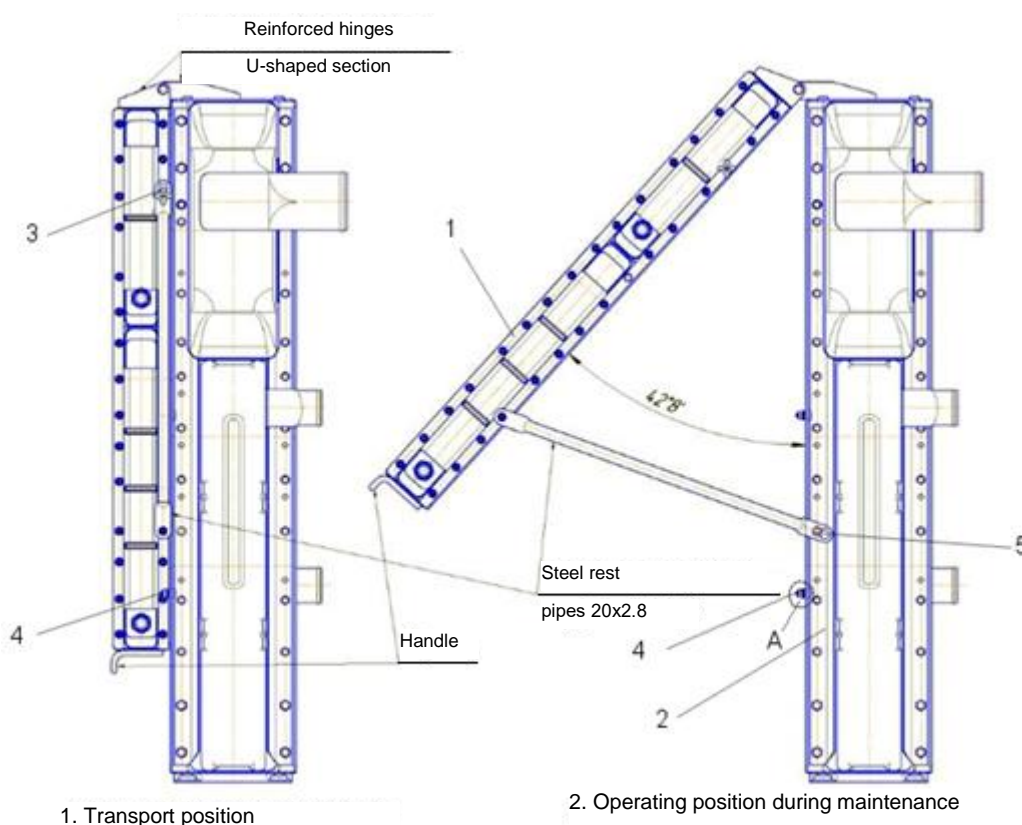 Reinforced hinges
U-shaped section
3
1
42°8'
5
Steel rest
pipes 20x2.8
4
4
A
Handle
2
1. Transport position
2. Operating position during maintenance